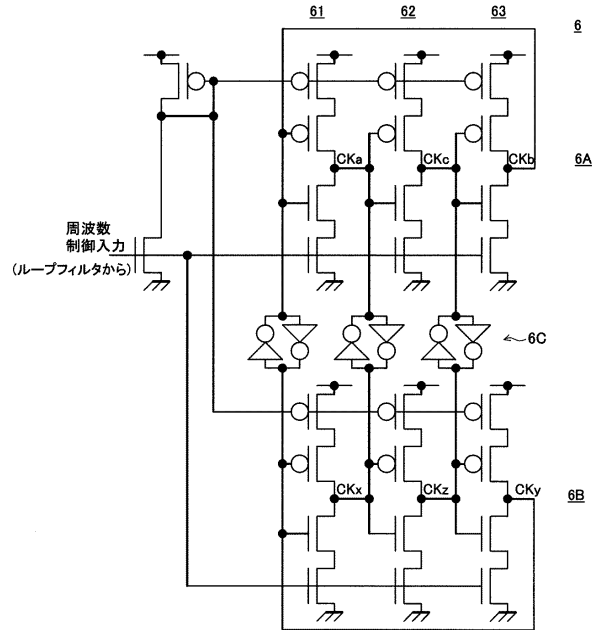 61 62 63 6
CKa CKc CKb 6A
周波数
制御入力
(ループフィルタから)
6C
CKx CKz CKy 6B